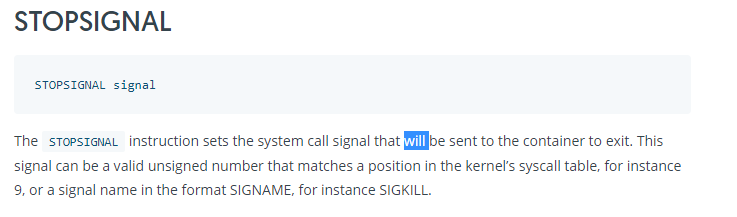 STOPSIGNAL
STOPSIGNAL signal
The STOPSIGNAL instruction sets the system call signal that will be sent to the container to exit. This
signal can be a valid unsigned number that matches a position in the kernel’s syscall table, for instance
9, or a signal name in the format SIGNAME, for instance SIGKILL.